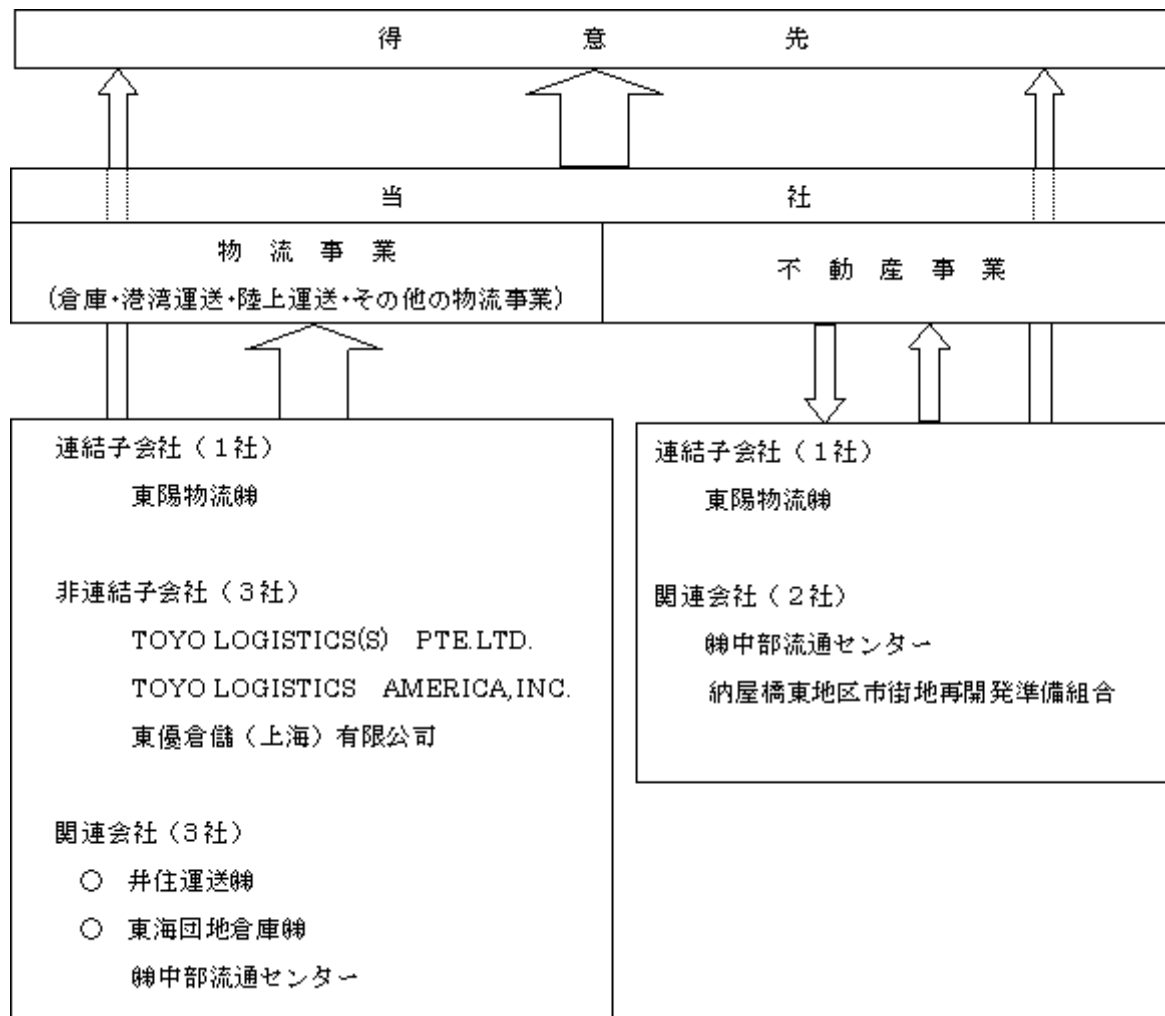 得意先
当社
物流事業
(倉庫・港湾運送・陸上運送・その他の物流事業)
不動産事業
連結子会社（1社）
東陽物流㈱
非連結子会社（3社）
TOYO LOGISTICS(S) PTE.LTD.
TOYO LOGISTICS AMERICA,INC.
東優倉儲（上海）有限公司
関連会社（3社）
○ 井住運送㈱
○ 東海団地倉庫㈱
㈱中部流通センター
連結子会社（1社）
東陽物流㈱
関連会社（2社）
㈱中部流通センター
納屋橋東地区市街地再開発準備組合